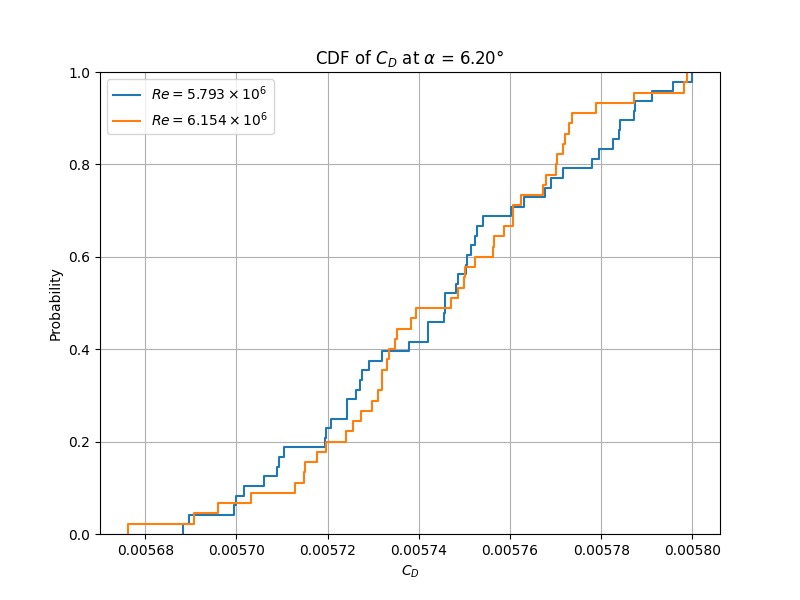 CDF of $C_D$ at $\alpha$ = 6.20°
$Re = 5.793 \times 10^6$
$Re = 6.154 \times 10^6$
Probability
1.0
0.8
0.6
0.4
0.2
0.0
0.00568 0.00570 0.00572 0.00574 0.00576 0.00578 0.00580
$C_D$